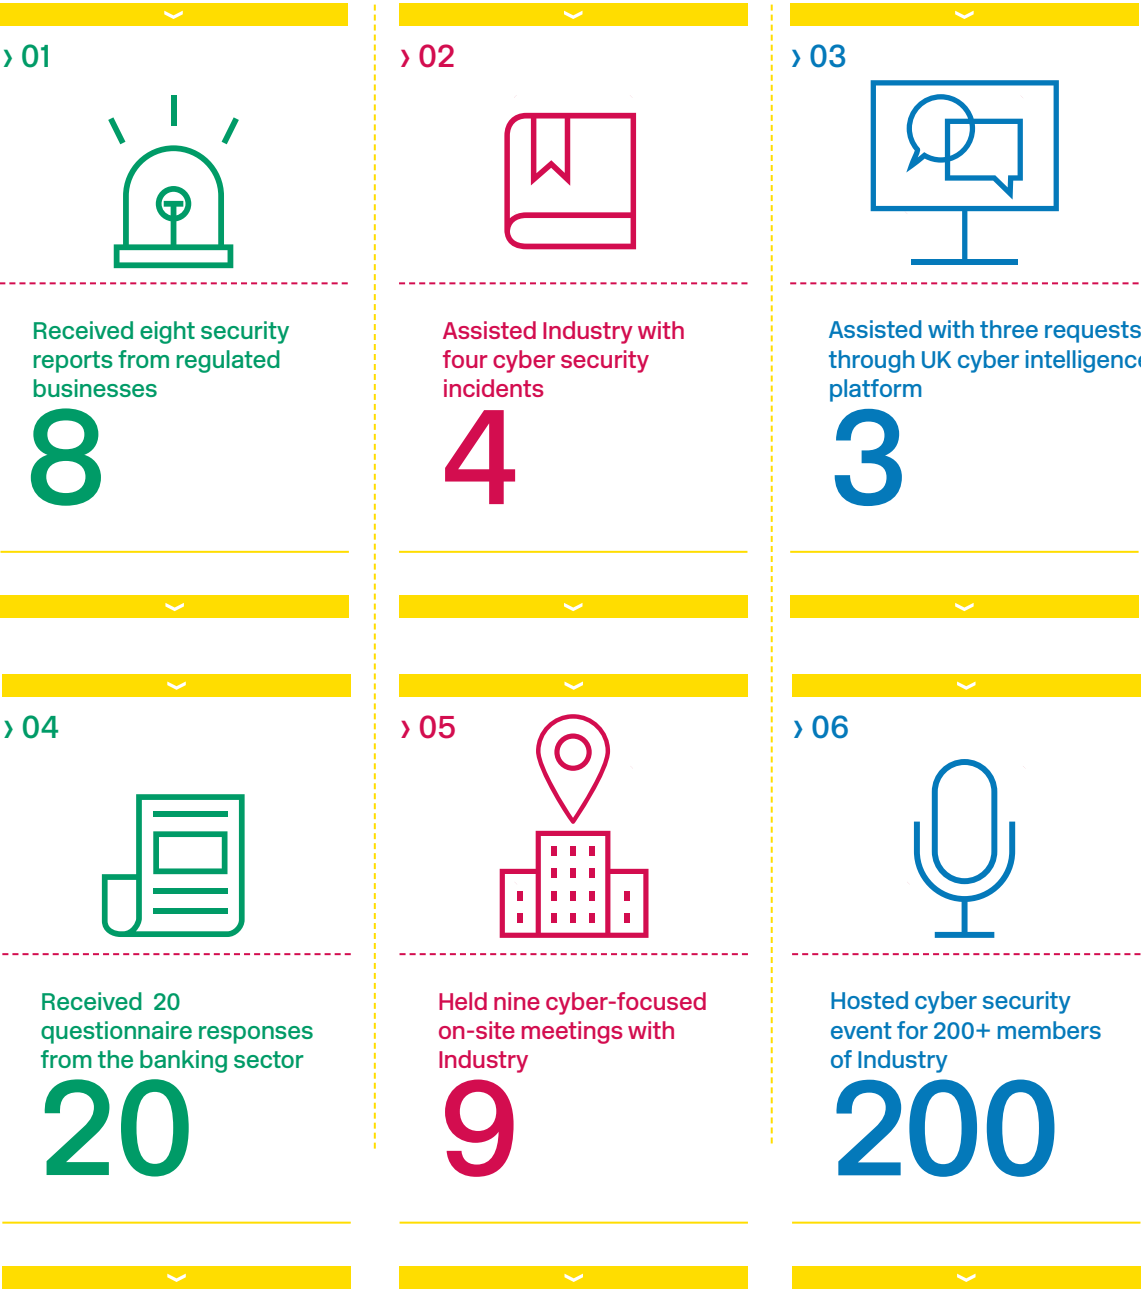 › 01
Received eight security
reports from regulated
businesses
8
› 02
Assisted Industry with
four cyber security
incidents
4
› 03
Assisted with three requests
through UK cyber intelligence
platform
3
› 04
Received 20
questionnaire responses
from the banking sector
20
› 05
Held nine cyber-focused
on-site meetings with
Industry
9
› 06
Hosted cyber security
event for 200+ members
of Industry
200